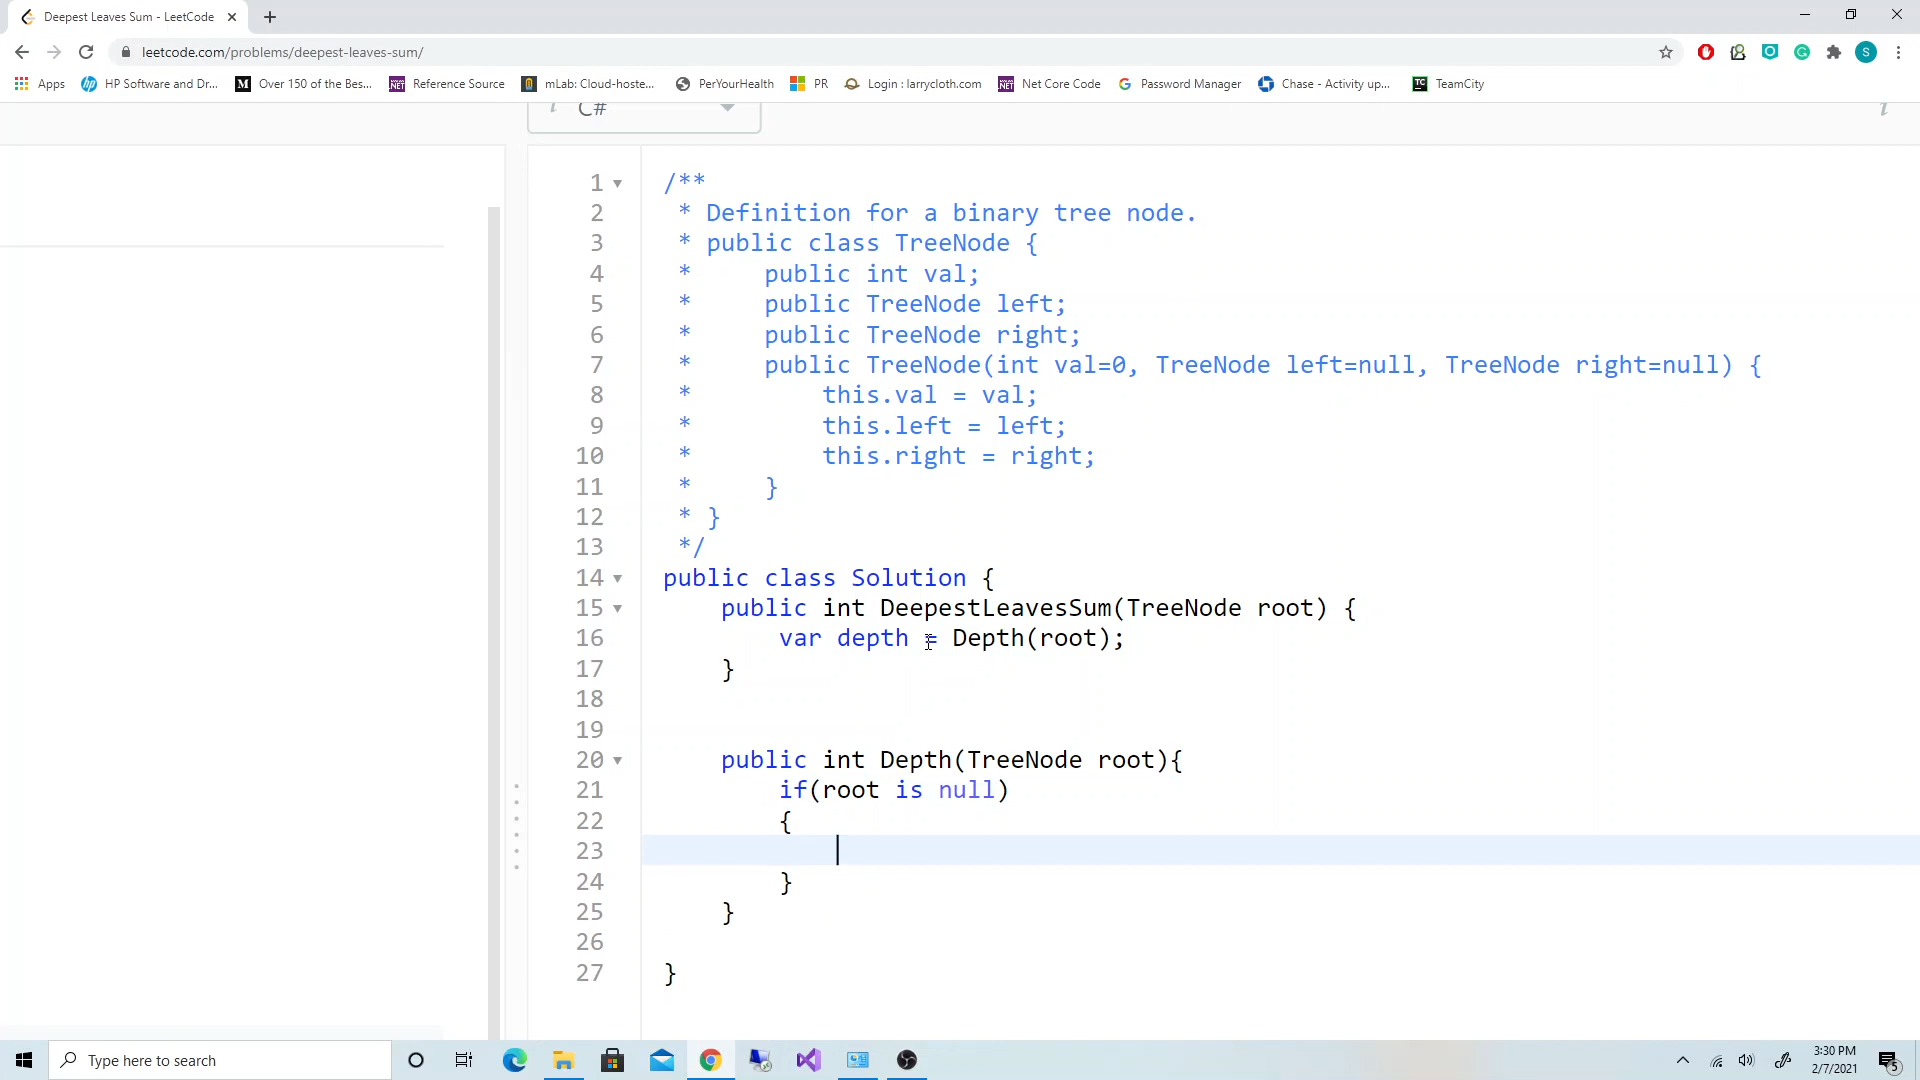 Deepest Leaves Sum - LeetCode
leetcode.com/problems/deepest-leaves-sum/
S
Apps
HP Software and Dr...
M Over 150 of the Bes...
.NET Reference Source
mLab: Cloud-hoste...
PerYourHealth
PR
Login : larrycloth.com
.NET Net Core Code
Password Manager
Chase - Activity up...
TC TeamCity
i C#
i
1 /**
2 * Definition for a binary tree node.
3 * public class TreeNode {
4 * public int val;
5 * public TreeNode left;
6 * public TreeNode right;
7 * public TreeNode(int val=0, TreeNode left=null, TreeNode right=null) {
8 * this.val = val;
9 * this.left = left;
10 * this.right = right;
11 * }
12 * }
13 */
14 public class Solution {
15 public int DeepestLeavesSum(TreeNode root) {
16 var depth = Depth(root);
17 }
18
19
20 public int Depth(TreeNode root){
21 if(root is null)
22 {
23
24 }
25 }
26
27 }
Type here to search
3:30 PM
2/7/2021
5